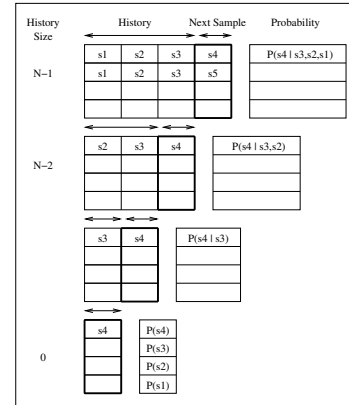 History Size History Next Sample Probability
s1 s2 s3 s4 P(s4 | s3,s2,s1)
N−1 s1 s2 s3 s5
s2 s3 s4 P(s4 | s3,s2)
N−2
s3 s4 P(s4 | s3)
s4 P(s4)
P(s3)
0 P(s2)
P(s1)